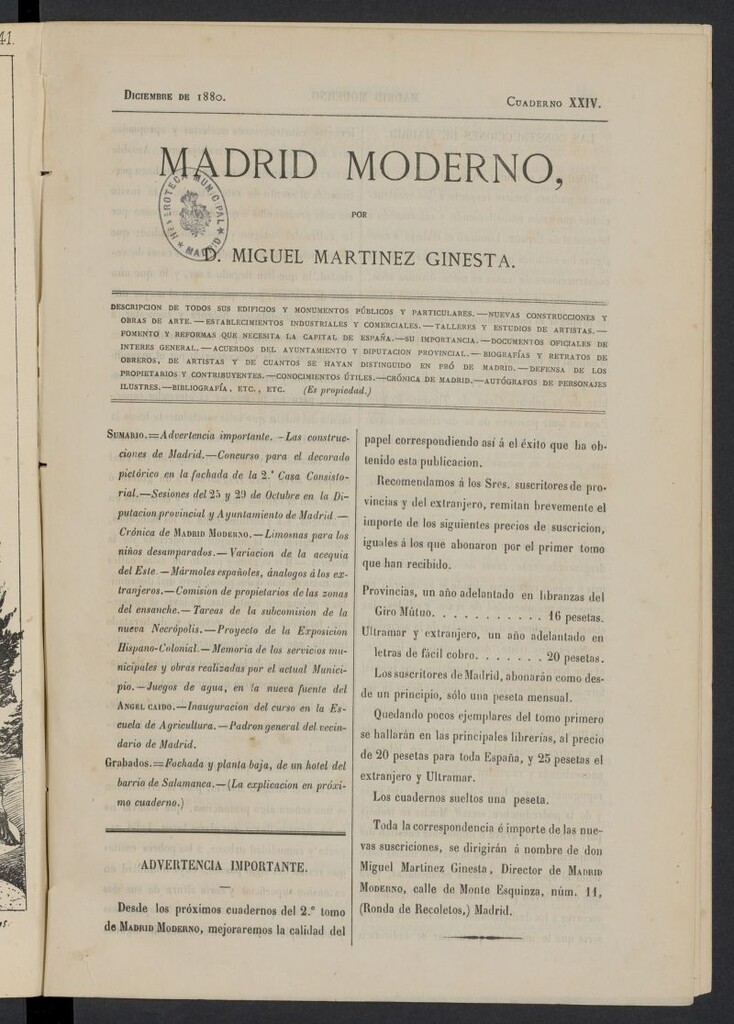 41.
Diciembre de 1880.
Cuaderno XXIV.
MADRID MODERNO,
POR
D. MIGUEL MARTINEZ GINESTA.
HEMEROTECA MUNICIPAL
★ MADRID ★
DESCRIPCION DE TODOS SUS EDIFICIOS Y MONUMENTOS PÚBLICOS Y PARTICULARES.—NUEVAS CONSTRUCCIONES Y
OBRAS DE ARTE.—ESTABLECIMIENTOS INDUSTRIALES Y COMERCIALES.—TALLERES Y ESTUDIOS DE ARTISTAS.—
FOMENTO Y REFORMAS QUE NECESITA LA CAPITAL DE ESPAÑA.—SU IMPORTANCIA.—DOCUMENTOS OFICIALES DE
INTERES GENERAL.—ACUERDOS DEL AYUNTAMIENTO Y DIPUTACION PROVINCIAL.—BIOGRAFÍAS Y RETRATOS DE
OBREROS, DE ARTISTAS Y DE CUANTOS SE HAYAN DISTINGUIDO EN PRÓ DE MADRID.—DEFENSA DE LOS
PROPIETARIOS Y CONTRIBUYENTES.—CONOCIMIENTOS ÚTILES.—CRÓNICA DE MADRID.—AUTÓGRAFOS DE PERSONAJES
ILUSTRES.—BIBLIOGRAFÍA, ETC., ETC. (Es propiedad.)
Sumario.=Advertencia importante.–Las construc-
ciones de Madrid.—Concurso para el decorado
pictórico en la fachada de la 2.ª Casa Consisto-
rial.—Sesiones del 25 y 29 de Octubre en la Di-
putacion provincial y Ayuntamiento de Madrid.—
Crónica de Madrid Moderno.—Limosnas para los
niños desamparados.—Variacion de la acequia
del Este.—Mármoles españoles, ánalogos á los ex-
tranjeros.—Comision de propietarios de las zonas
del ensanche.—Tareas de la subcomision de la
nueva Necrópolis.—Proyecto de la Exposicion
Hispano-Colonial.—Memoria de los servicios mu-
nicipales y obras realizadas por el actual Munici-
pio.—Juegos de agua, en la nueva fuente del
Angel caido.—Inauguracion del curso en la Es-
cuela de Agricultura.—Padron general del vecin-
dario de Madrid.
Grabados.=Fachada y planta baja, de un hotel del
barrio de Salamanca.—(La explicacion en próxi-
mo cuaderno.)
ADVERTENCIA IMPORTANTE.
Desde los próximos cuadernos del 2.º tomo
de Madrid Moderno, mejoraremos la calidad del
papel correspondiendo así á el éxito que ha ob-
tenido esta publicacion.
Recomendamos á los Sres. suscritores de pro-
vincias y del extranjero, remitan brevemente el
importe de los siguientes precios de suscricion,
iguales á los que abonaron por el primer tomo
que han recibido.
Provincias, un año adelantado en libranzas del
Giro Mútuo. . . . . . . . . . . 16 pesetas.
Ultramar y extranjero, un año adelantado en
letras de fácil cobro. . . . . . . 20 pesetas.
Los suscritores de Madrid, abonarán como des-
de un principio, sólo una peseta mensual.
Quedando pocos ejemplares del tomo primero
se hallarán en las principales librerías, al precio
de 20 pesetas para toda España, y 25 pesetas el
extranjero y Ultramar.
Los cuadernos sueltos una peseta.
Toda la correspondencia é importe de las nue-
vas suscriciones, se dirigirán á nombre de don
Miguel Martinez Ginesta, Director de Madrid
Moderno, calle de Monte Esquinza, núm. 11,
(Ronda de Recoletos,) Madrid.